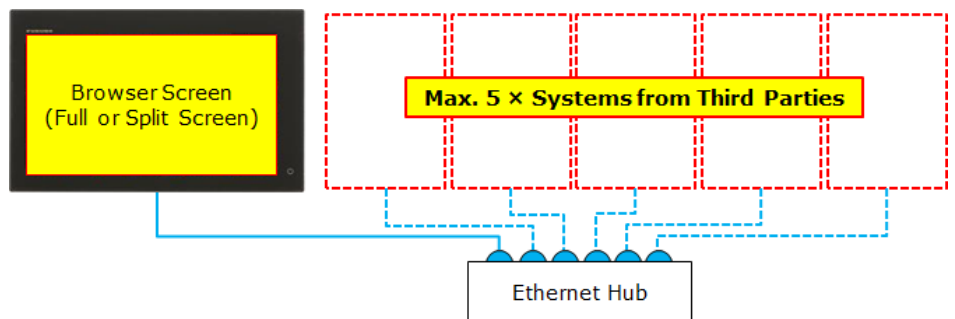 Browser Screen
(Full or Split Screen)
Max. 5 × Systems from Third Parties
Ethernet Hub